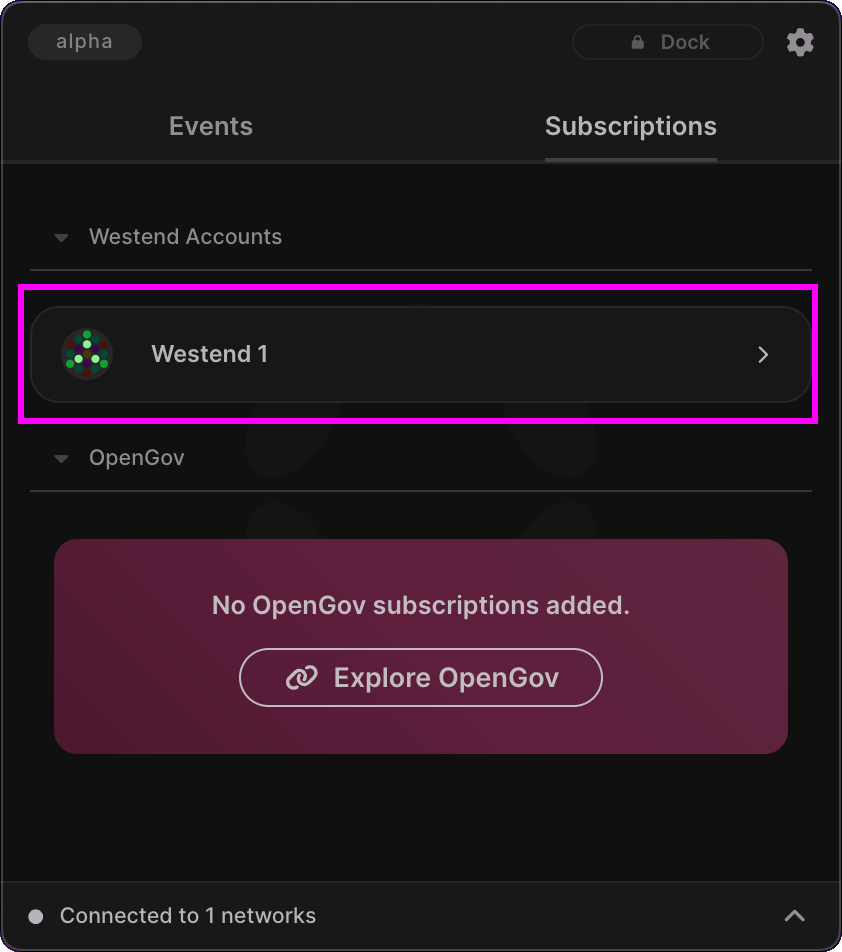 alpha
Dock
Events
Subscriptions
Westend Accounts
Westend 1
OpenGov
No OpenGov subscriptions added.
Explore OpenGov
Connected to 1 networks